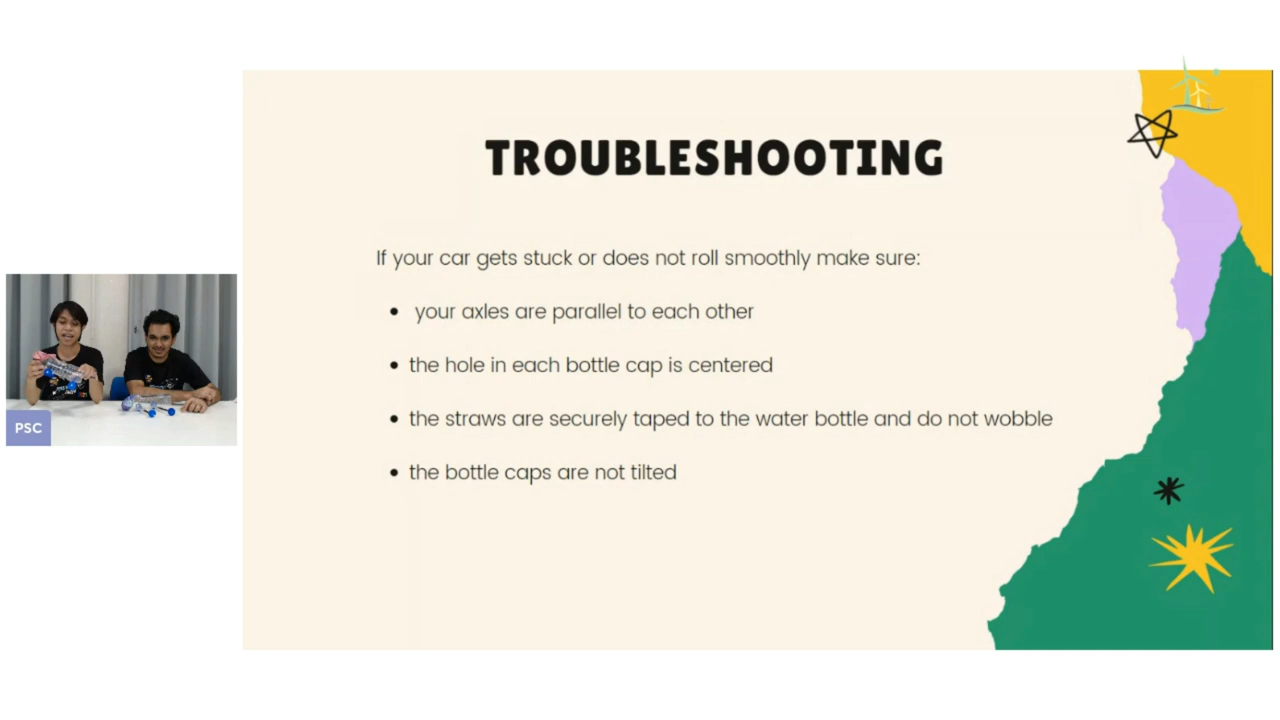 TROUBLESHOOTING
If your car gets stuck or does not roll smoothly make sure:
• your axles are parallel to each other
• the hole in each bottle cap is centered
• the straws are securely taped to the water bottle and do not wobble
• the bottle caps are not tilted
PSC